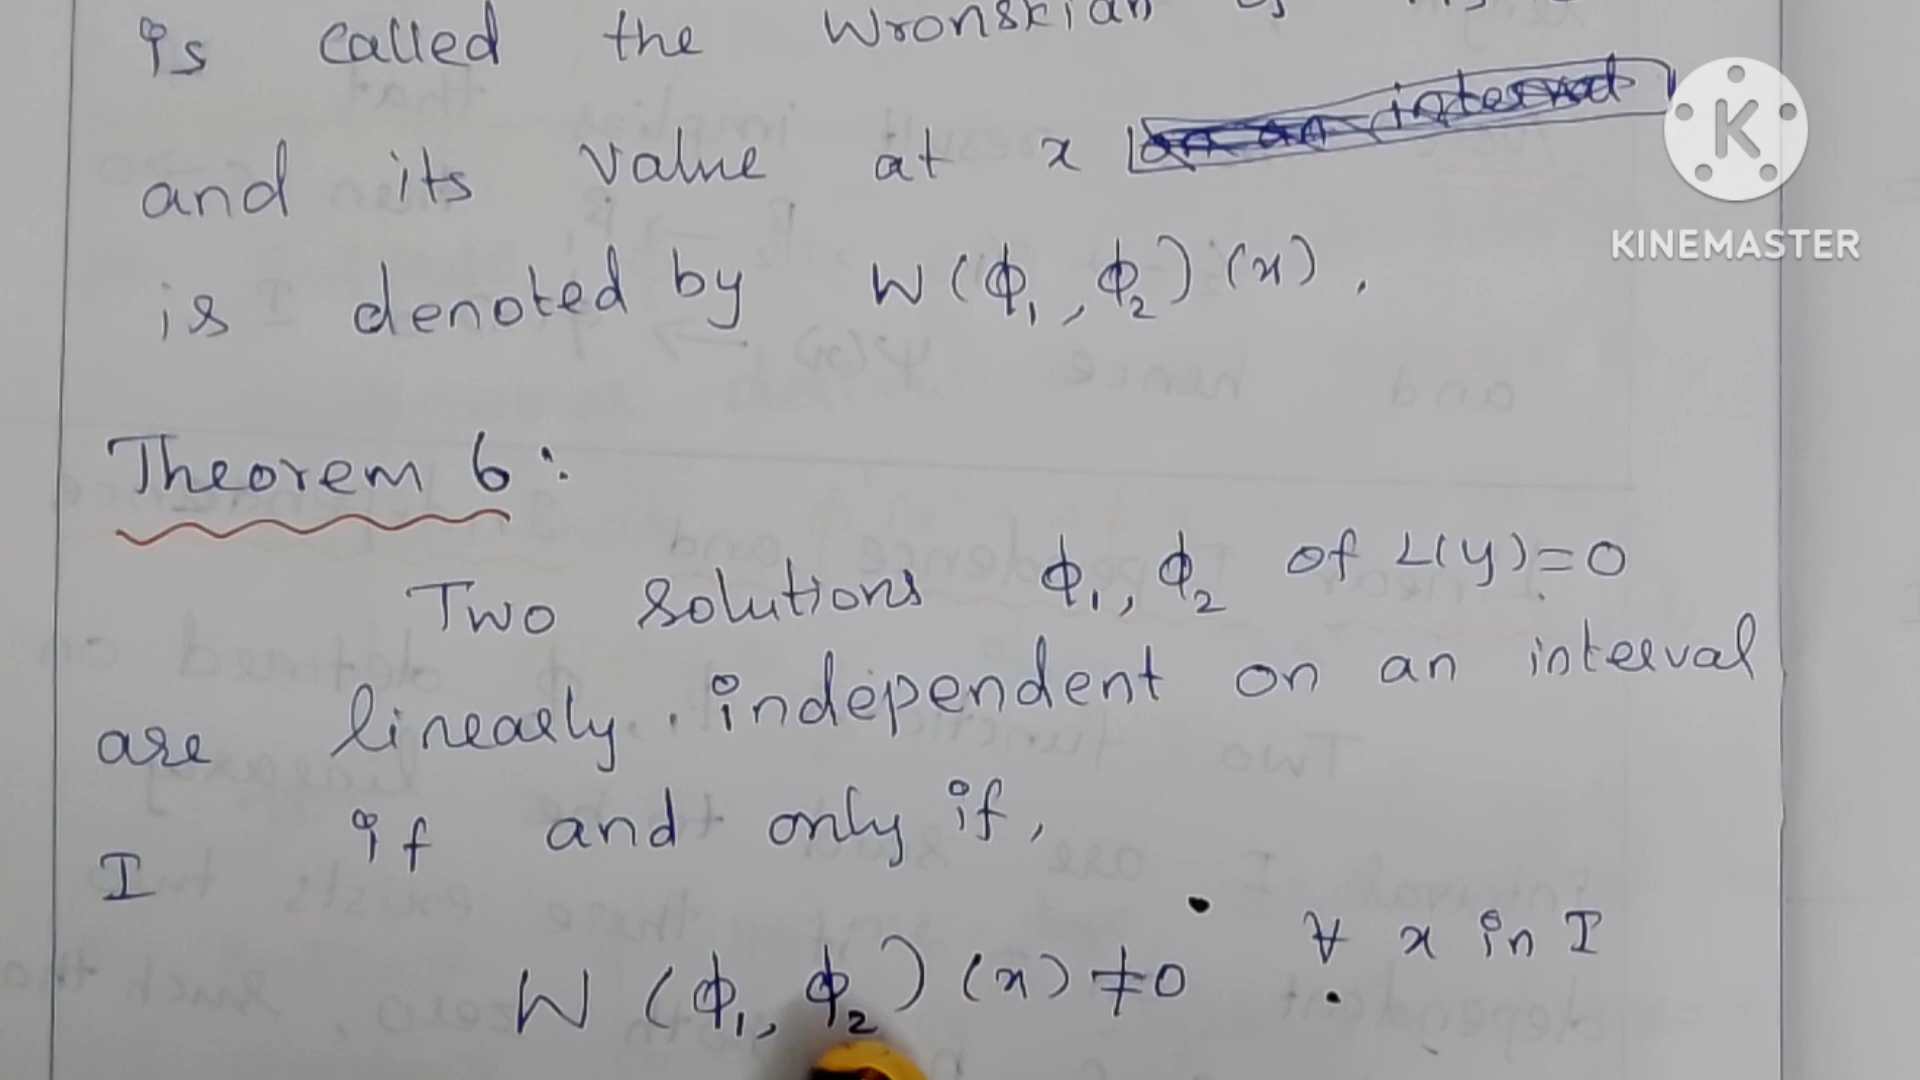 is called the Wronskian of
and its value at x
is denoted by W(ϕ₁, ϕ₂)(x).
Theorem 6:
Two solutions ϕ₁, ϕ₂ of L(y)=0
are linearly independent on an interval
I if and only if,
W (ϕ₁, ϕ₂) (x) ≠0 ∀ x in I
K
KINEMASTER